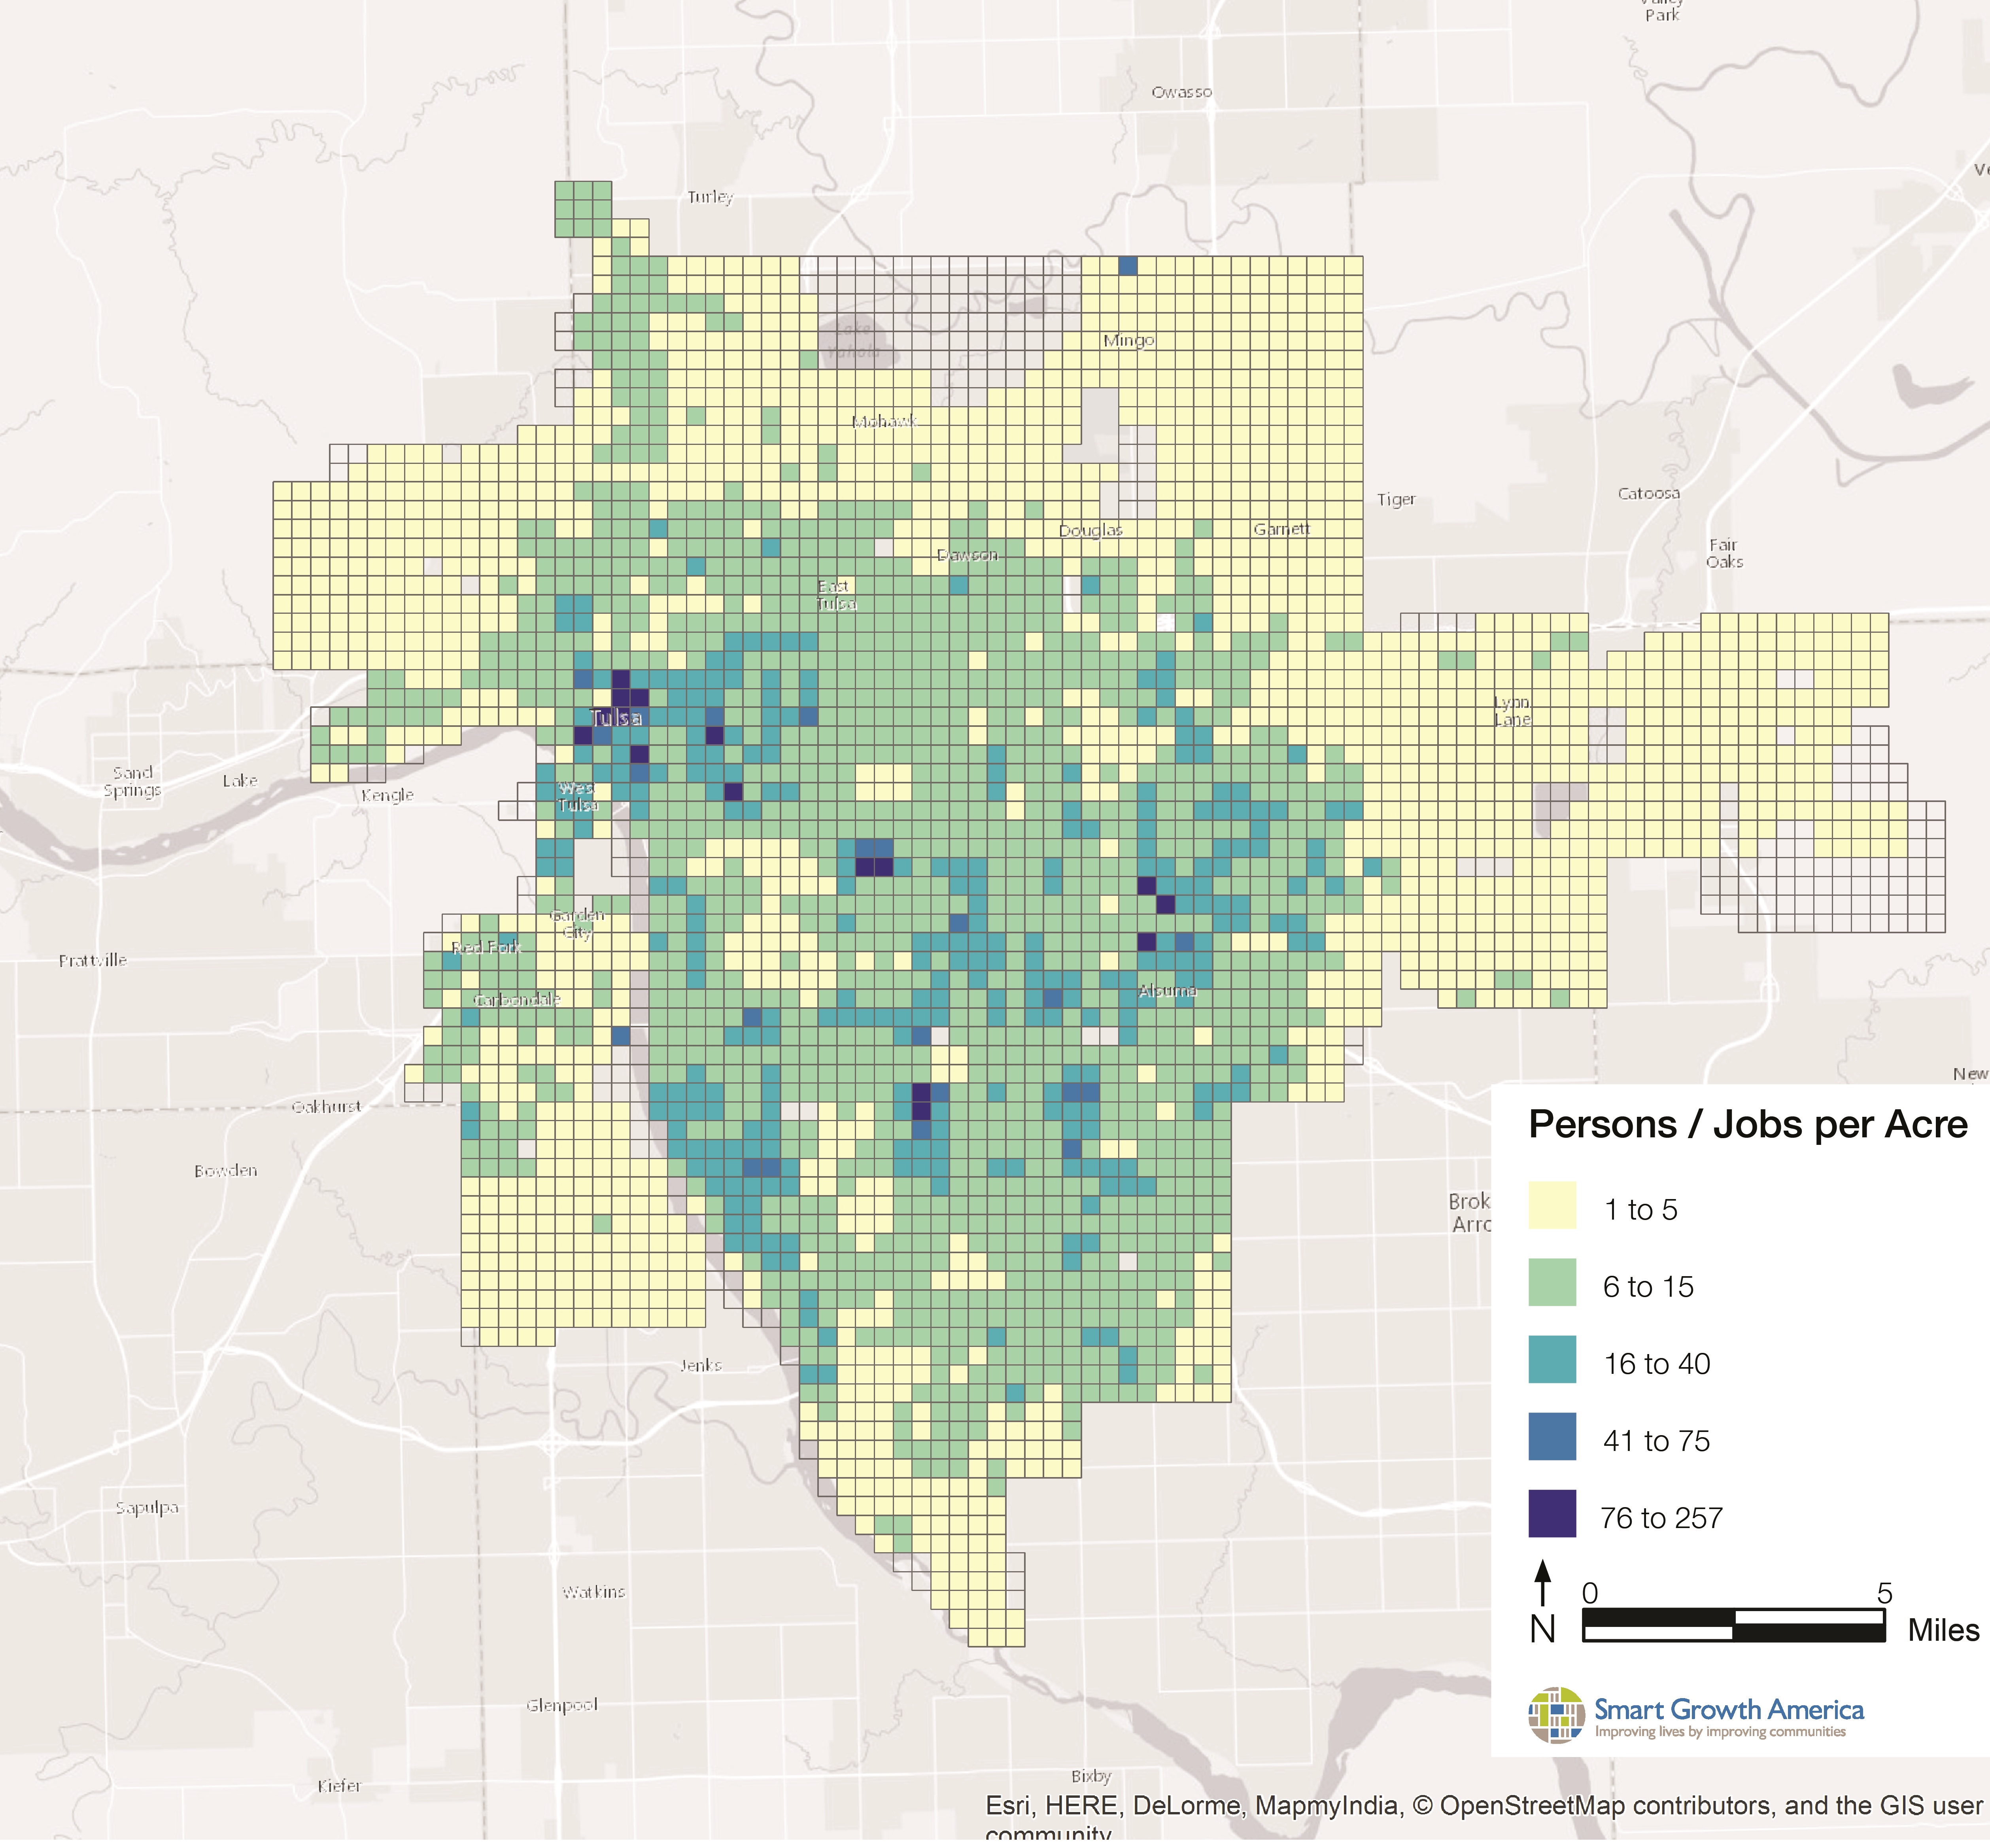 Park
Owasso
Turley
Lake
Yahola
Mingo
Mohawk
Tiger
Catoosa
Douglas
Garnett
Dawson
Fair
Oaks
East
Tulsa
Lynn
Lane
Tulsa
Sand
Springs
Lake
Kengle
West
Tulsa
Garden
City
Red Fork
Prattville
Carbondale
Alsuma
New
Oakhurst
Bowden
Brok
Arro
Jenks
Sapulpa
Watkins
Glenpool
Kiefer
Bixby
Persons / Jobs per Acre
1 to 5
6 to 15
16 to 40
41 to 75
76 to 257
0 5
N Miles
Smart Growth America
Improving lives by improving communities
Esri, HERE, DeLorme, MapmyIndia, © OpenStreetMap contributors, and the GIS user
community